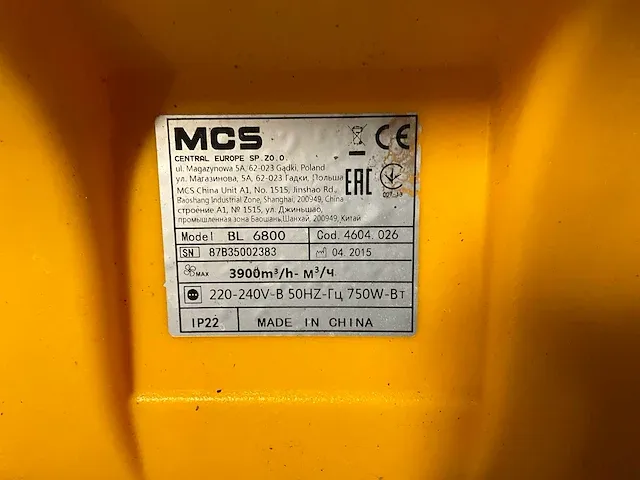 MCS
CE
CENTRAL EUROPE SP.ZO.O.
ul. Magazynowa 5A, 62-023 Gądki, Poland
ул. Магазинова, 5A, 62-023 Гадки, Польша
EAC
MCS China Unit A1, No. 1515, Jinshao Rd.,
Baoshang Industrial Zone, Shanghai, 200949, China
строение A1, № 1515, ул. Джиньшао,
промышленная зона Баошань, Шанхай, 200949, Китай
Model BL 6800 Cod. 4604.026
SN 87B35002383 04.2015
MAX 3900m³/h- м³/ч
220-240V-В 50HZ-Гц 750W-Вт
IP22 MADE IN CHINA